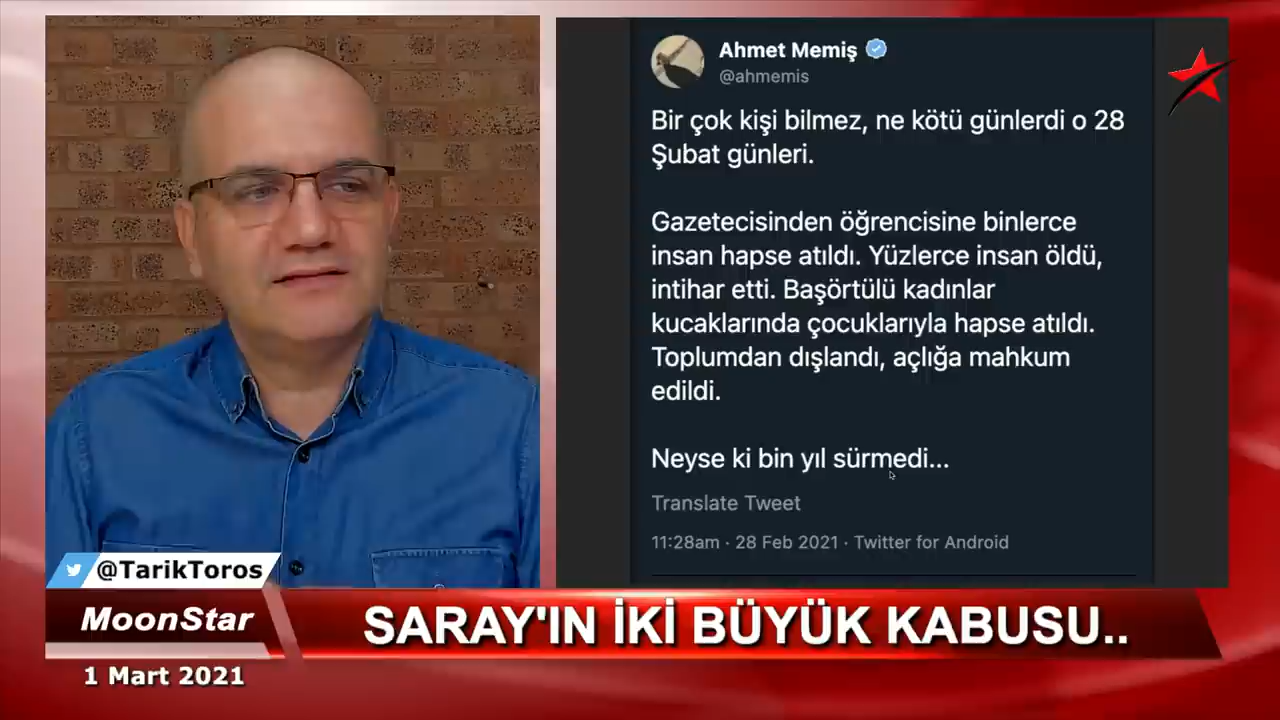 Ahmet Memiş
@ahmemis
Bir çok kişi bilmez, ne kötü günlerdi o 28
Şubat günleri.
Gazetecisinden öğrencisine binlerce
insan hapse atıldı. Yüzlerce insan öldü,
intihar etti. Başörtülü kadınlar
kucaklarında çocuklarıyla hapse atıldı.
Toplumdan dışlandı, açlığa mahkum
edildi.
Neyse ki bin yıl sürmedi...
Translate Tweet
11:28am · 28 Feb 2021 · Twitter for Android
@TarikToros
MoonStar
SARAY'IN İKİ BÜYÜK KABUSU..
1 Mart 2021